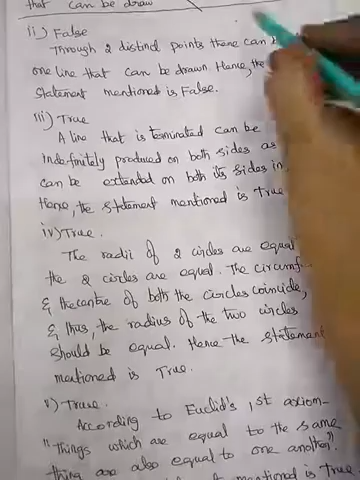 that can be draw
ii) False
Through 2 distinct points there can
one line that can be drawn. Hence, the
statement mentioned is False.
iii) True
A line that is terminated can be
indefinitely produced on both sides as
can be extended on both its sides in
Hence, the statement mentioned is True
iv) True.
The radii of 2 circles are equal
the 2 circles are equal. The circumf
& the centre of both the circles coincide,
& thus, the radius of the two circles
should be equal. Hence the statement
mentioned is True.
v) True.
According to Euclid's 1st axiom-
"Things which are equal to the same
thing are also equal to one another".
mentioned is True